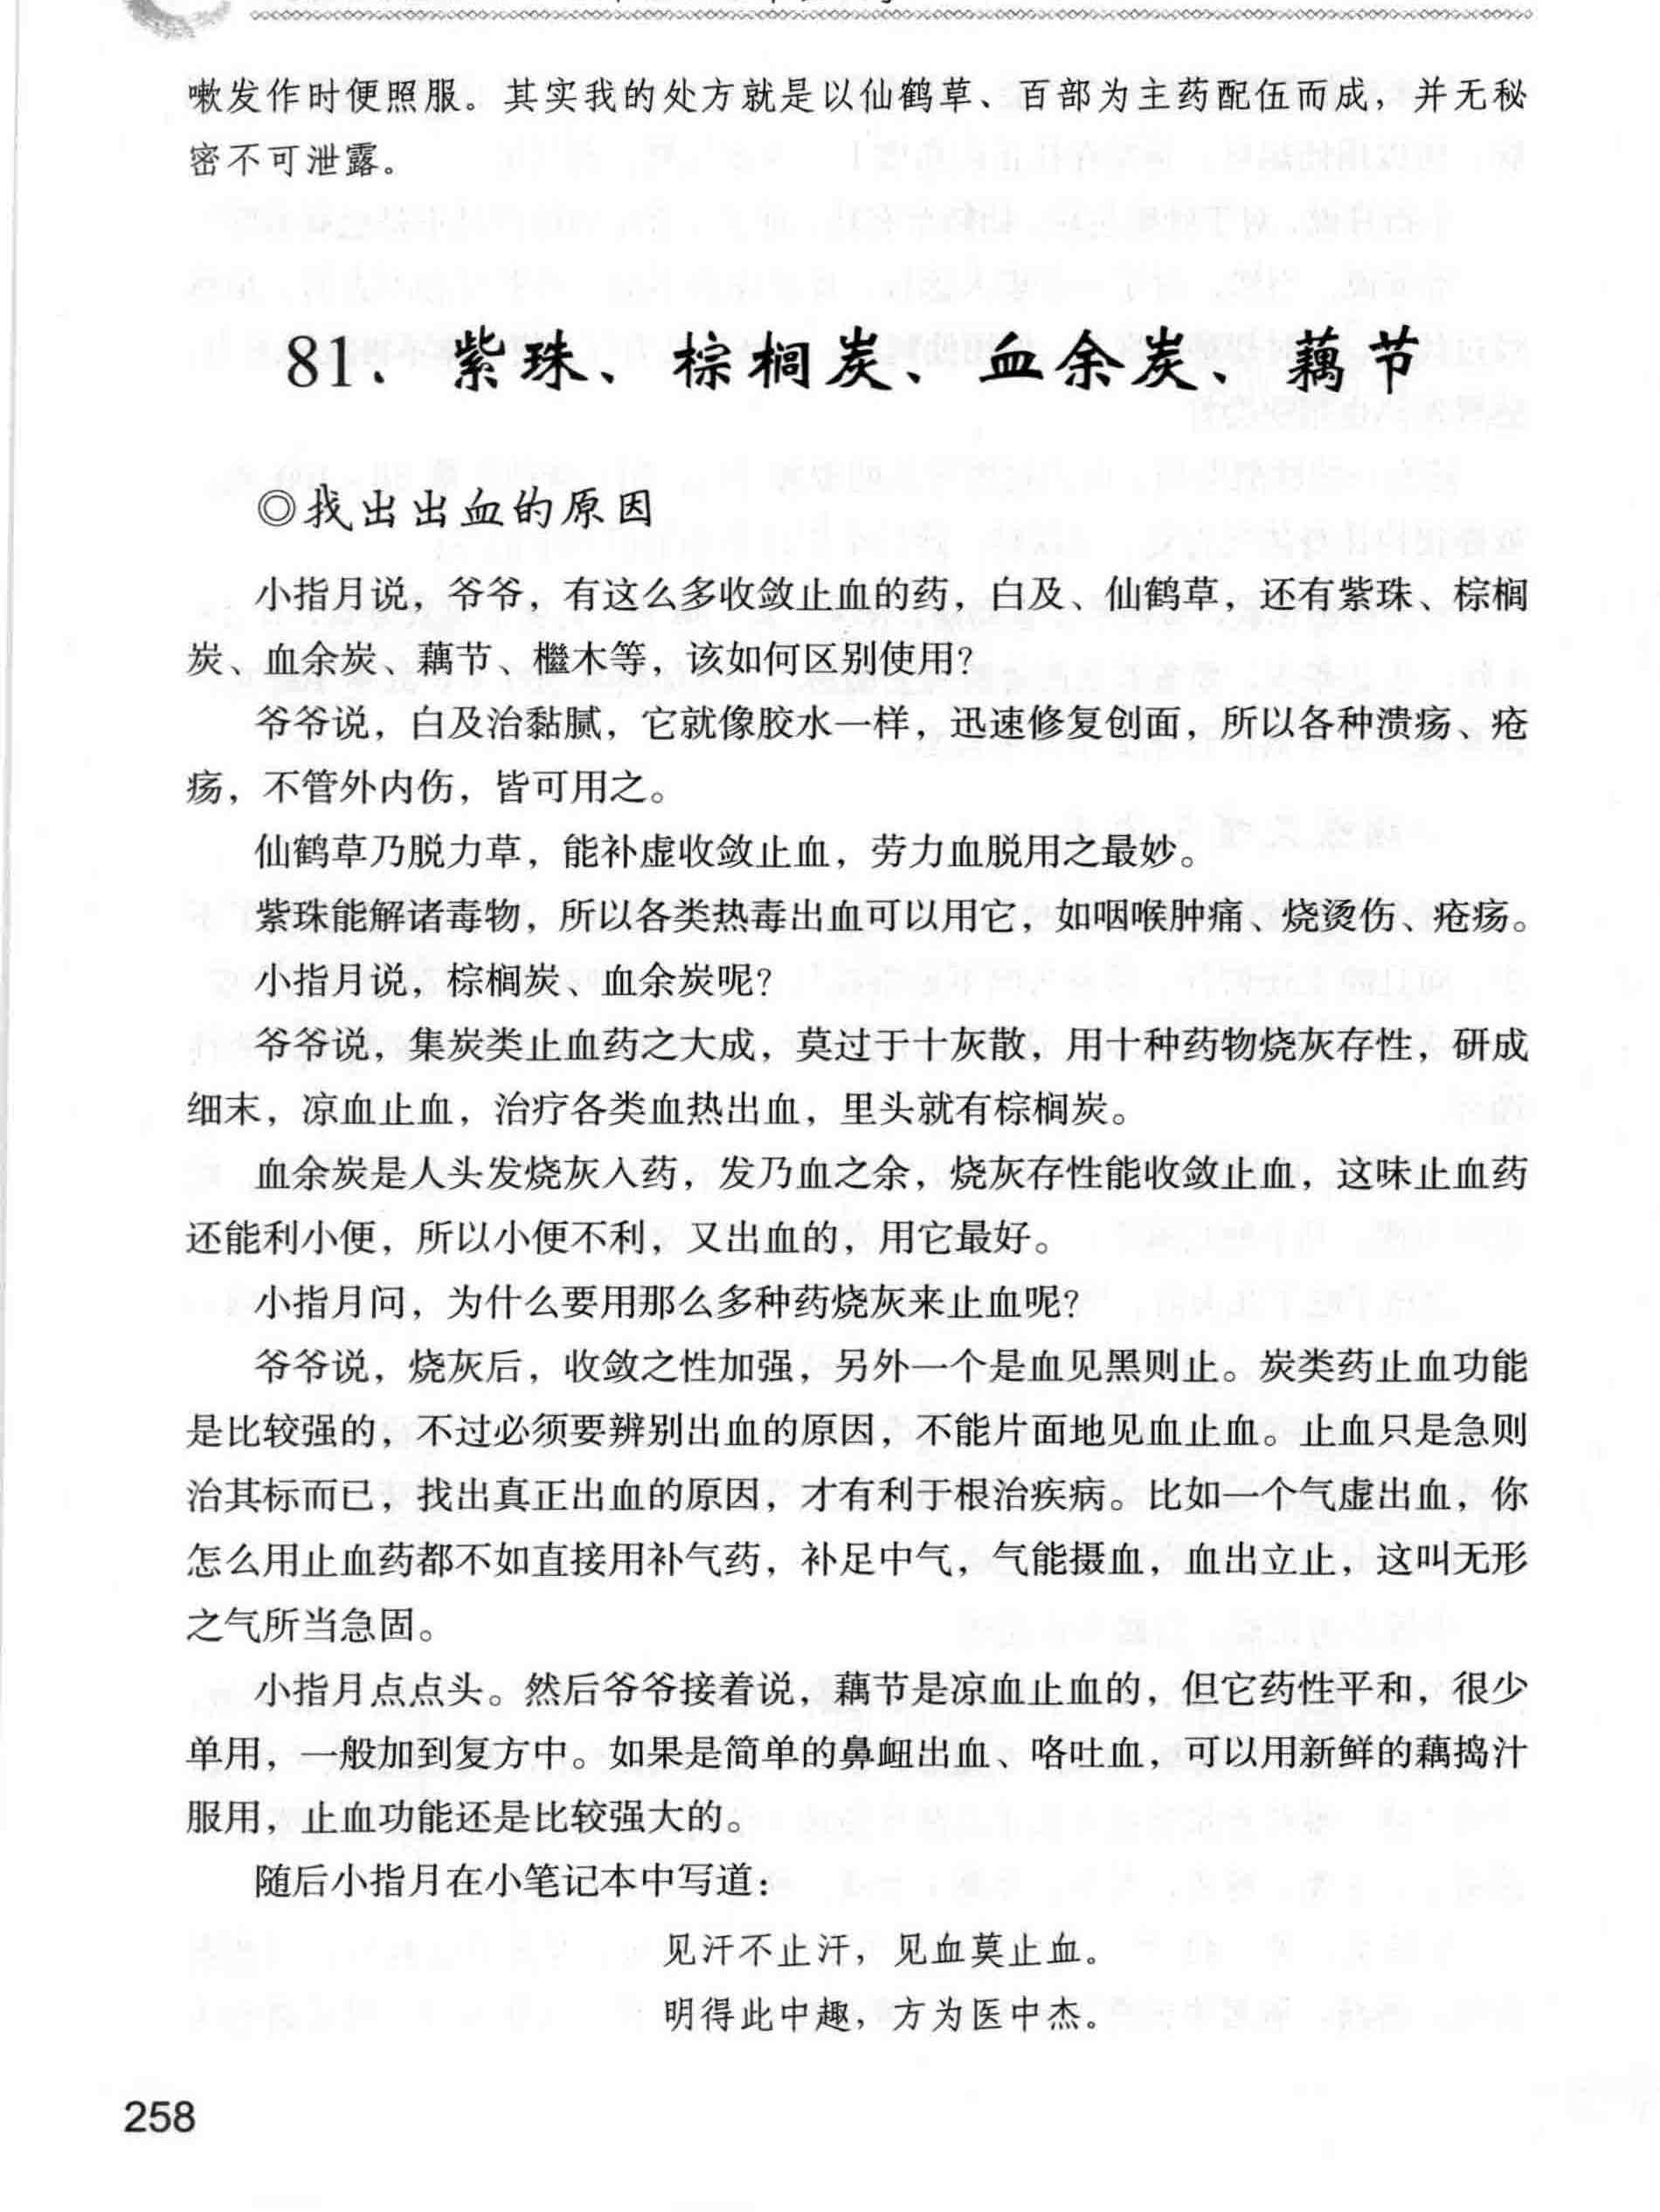 嗽发作时便照服。其实我的处方就是以仙鹤草、百部为主药配伍而成，并无秘
密不可泄露。
81、紫珠、棕榈炭、血余炭、藕节
◎找出出血的原因
小指月说，爷爷，有这么多收敛止血的药，白及、仙鹤草，还有紫珠、棕榈
炭、血余炭、藕节、檵木等，该如何区别使用？
爷爷说，白及治黏腻，它就像胶水一样，迅速修复创面，所以各种溃疡、疮
疡，不管外内伤，皆可用之。
仙鹤草乃脱力草，能补虚收敛止血，劳力血脱用之最妙。
紫珠能解诸毒物，所以各类热毒出血可以用它，如咽喉肿痛、烧烫伤、疮疡。
小指月说，棕榈炭、血余炭呢？
爷爷说，集炭类止血药之大成，莫过于十灰散，用十种药物烧灰存性，研成
细末，凉血止血，治疗各类血热出血，里头就有棕榈炭。
血余炭是人头发烧灰入药，发乃血之余，烧灰存性能收敛止血，这味止血药
还能利小便，所以小便不利，又出血的，用它最好。
小指月问，为什么要用那么多种药烧灰来止血呢？
爷爷说，烧灰后，收敛之性加强，另外一个是血见黑则止。炭类药止血功能
是比较强的，不过必须要辨别出血的原因，不能片面地见血止血。止血只是急则
治其标而已，找出真正出血的原因，才有利于根治疾病。比如一个气虚出血，你
怎么用止血药都不如直接用补气药，补足中气，气能摄血，血出立止，这叫无形
之气所当急固。
小指月点点头。然后爷爷接着说，藕节是凉血止血的，但它药性平和，很少
单用，一般加到复方中。如果是简单的鼻衄出血、咯吐血，可以用新鲜的藕捣汁
服用，止血功能还是比较强大的。
随后小指月在小笔记本中写道：
见汗不止汗，见血莫止血。
明得此中趣，方为医中杰。
258